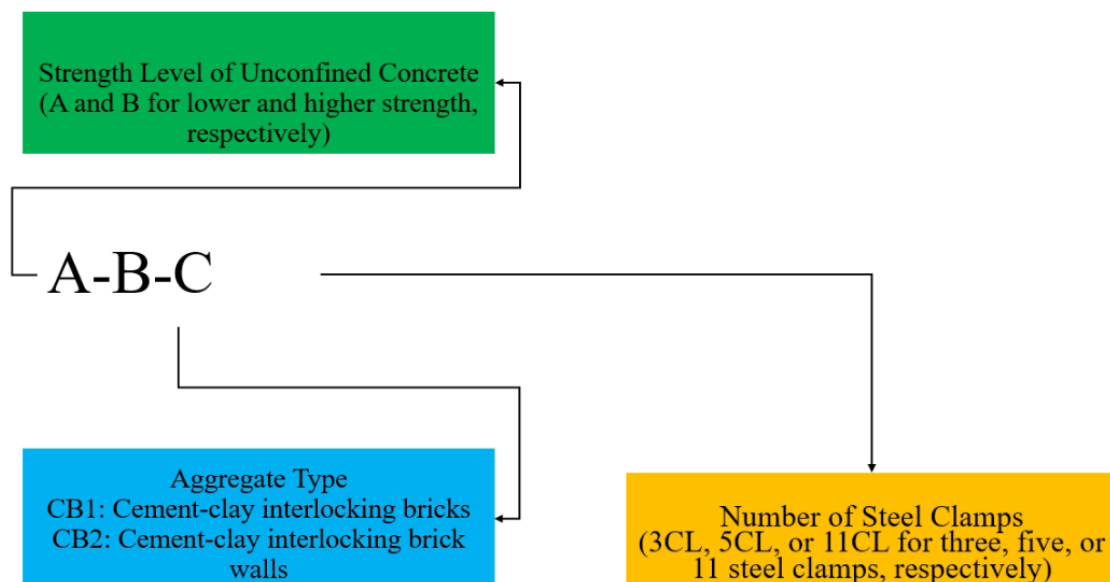 Strength Level of Unconfined Concrete
(A and B for lower and higher strength,
respectively)
A-B-C
Aggregate Type
CB1: Cement-clay interlocking bricks
CB2: Cement-clay interlocking brick
walls
Number of Steel Clamps
(3CL, 5CL, or 11CL for three, five, or
11 steel clamps, respectively)